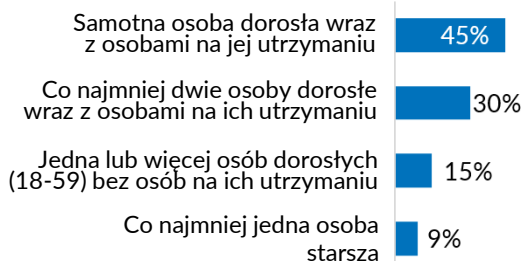 Samotna osoba dorosła wraz
z osobami na jej utrzymaniu
45%
Co najmniej dwie osoby dorosłe
wraz z osobami na ich utrzymaniu
30%
Jedna lub więcej osób dorosłych
(18-59) bez osób na ich utrzymaniu
15%
Co najmniej jedna osoba
starsza
9%